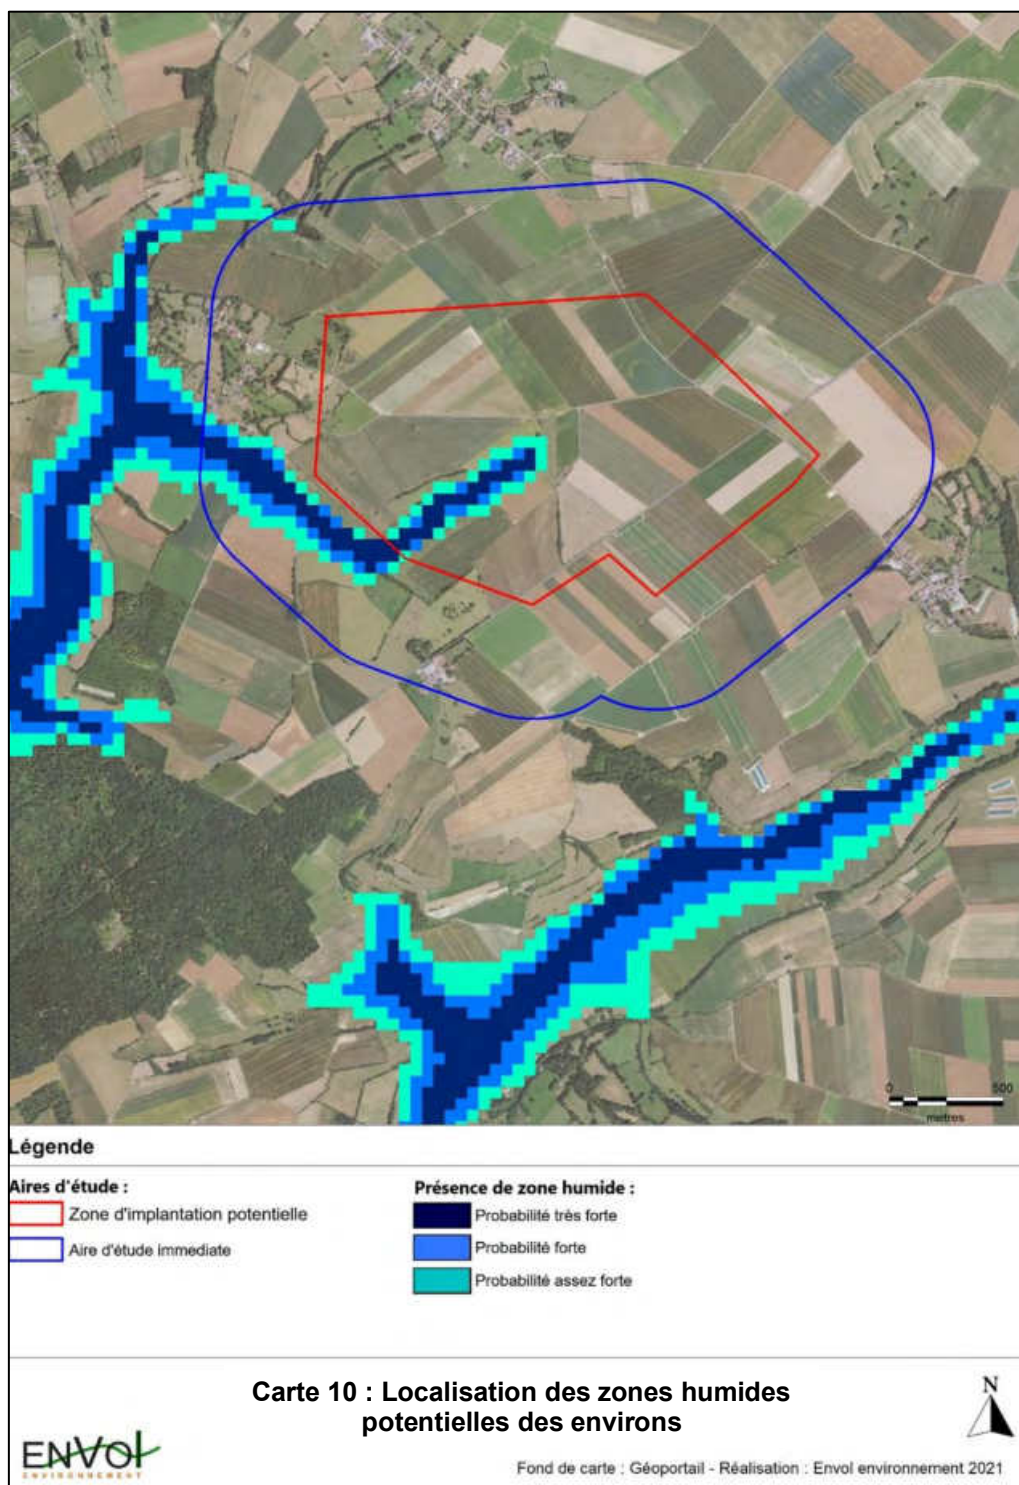 0 500
metres
Légende
Aires d'étude :
Zone d'implantation potentielle
Aire d'étude immediate
Présence de zone humide :
Probabilité très forte
Probabilité forte
Probabilité assez forte
Carte 10 : Localisation des zones humides
potentielles des environs
N
ENVOL
ENVIRONNEMENT
Fond de carte : Géoportail - Réalisation : Envol environnement 2021